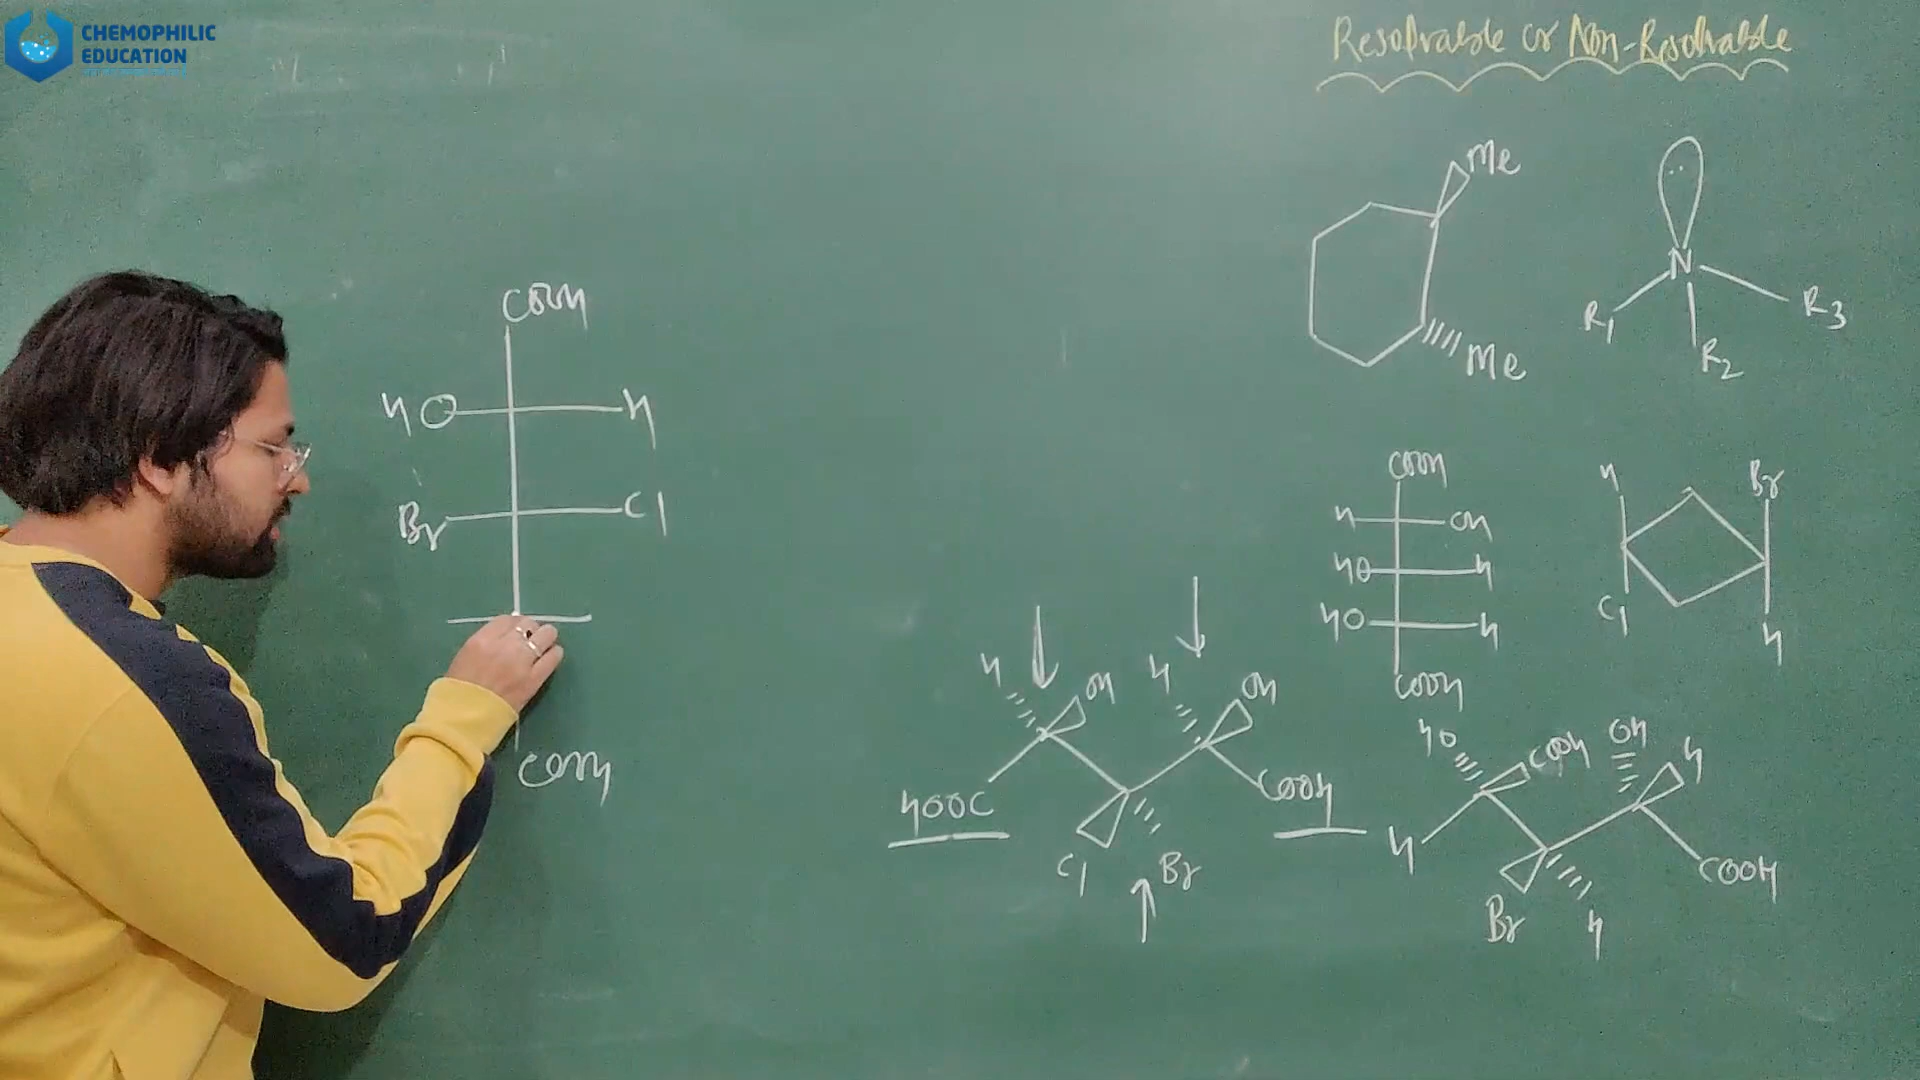 CHEMOPHILIC
EDUCATION
Resolvable or Non-Resolvable
Me
Me
N
R1
R2
R3
COOH
HO
H
Br
Cl
COOH
COOH
H
OH
HO
H
HO
H
COOH
H
Br
Cl
H
H
OH
H
OH
HOOC
COOH
Cl
Br
HO
COOH
OH
H
H
COOH
Br
H